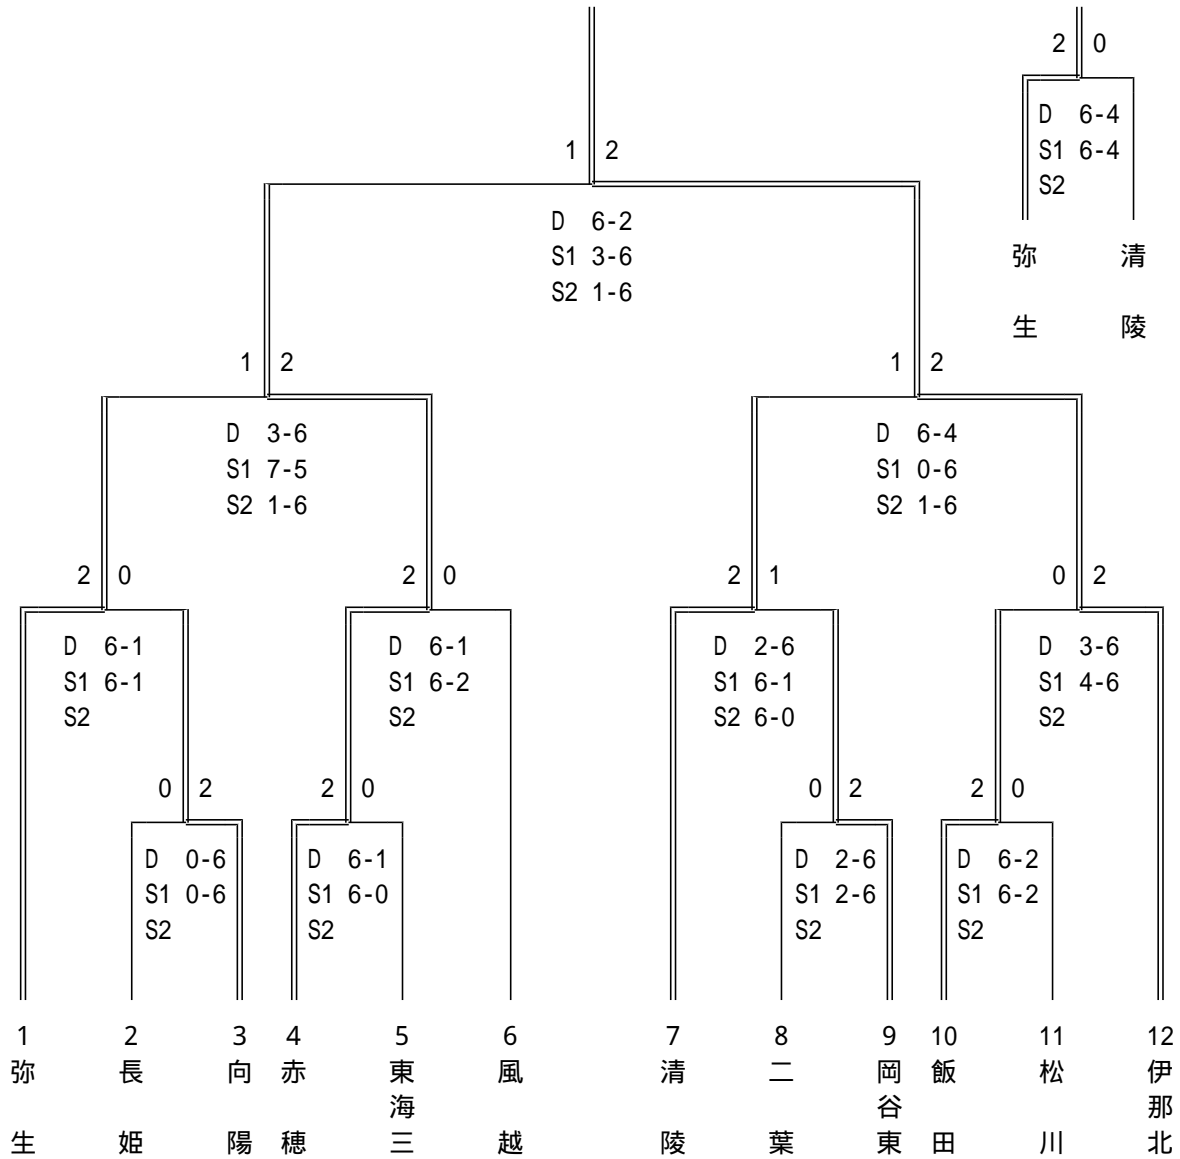 2 0
D 6-4
S1 6-4
S2
弥生 清陵
1 2
D 6-2
S1 3-6
S2 1-6
1 2
D 3-6
S1 7-5
S2 1-6
1 2
D 6-4
S1 0-6
S2 1-6
2 0
D 6-1
S1 6-1
S2
2 0
D 6-1
S1 6-2
S2
2 1
D 2-6
S1 6-1
S2 6-0
0 2
D 3-6
S1 4-6
S2
0 2
D 0-6
S1 0-6
S2
2 0
D 6-1
S1 6-0
S2
0 2
D 2-6
S1 2-6
S2
2 0
D 6-2
S1 6-2
S2
1 2 3 4 5 6 7 8 9 10 11 12
弥生 長姫 向陽 赤穂 東海三 風越 清陵 二葉 岡谷東 飯田 松川 伊那北